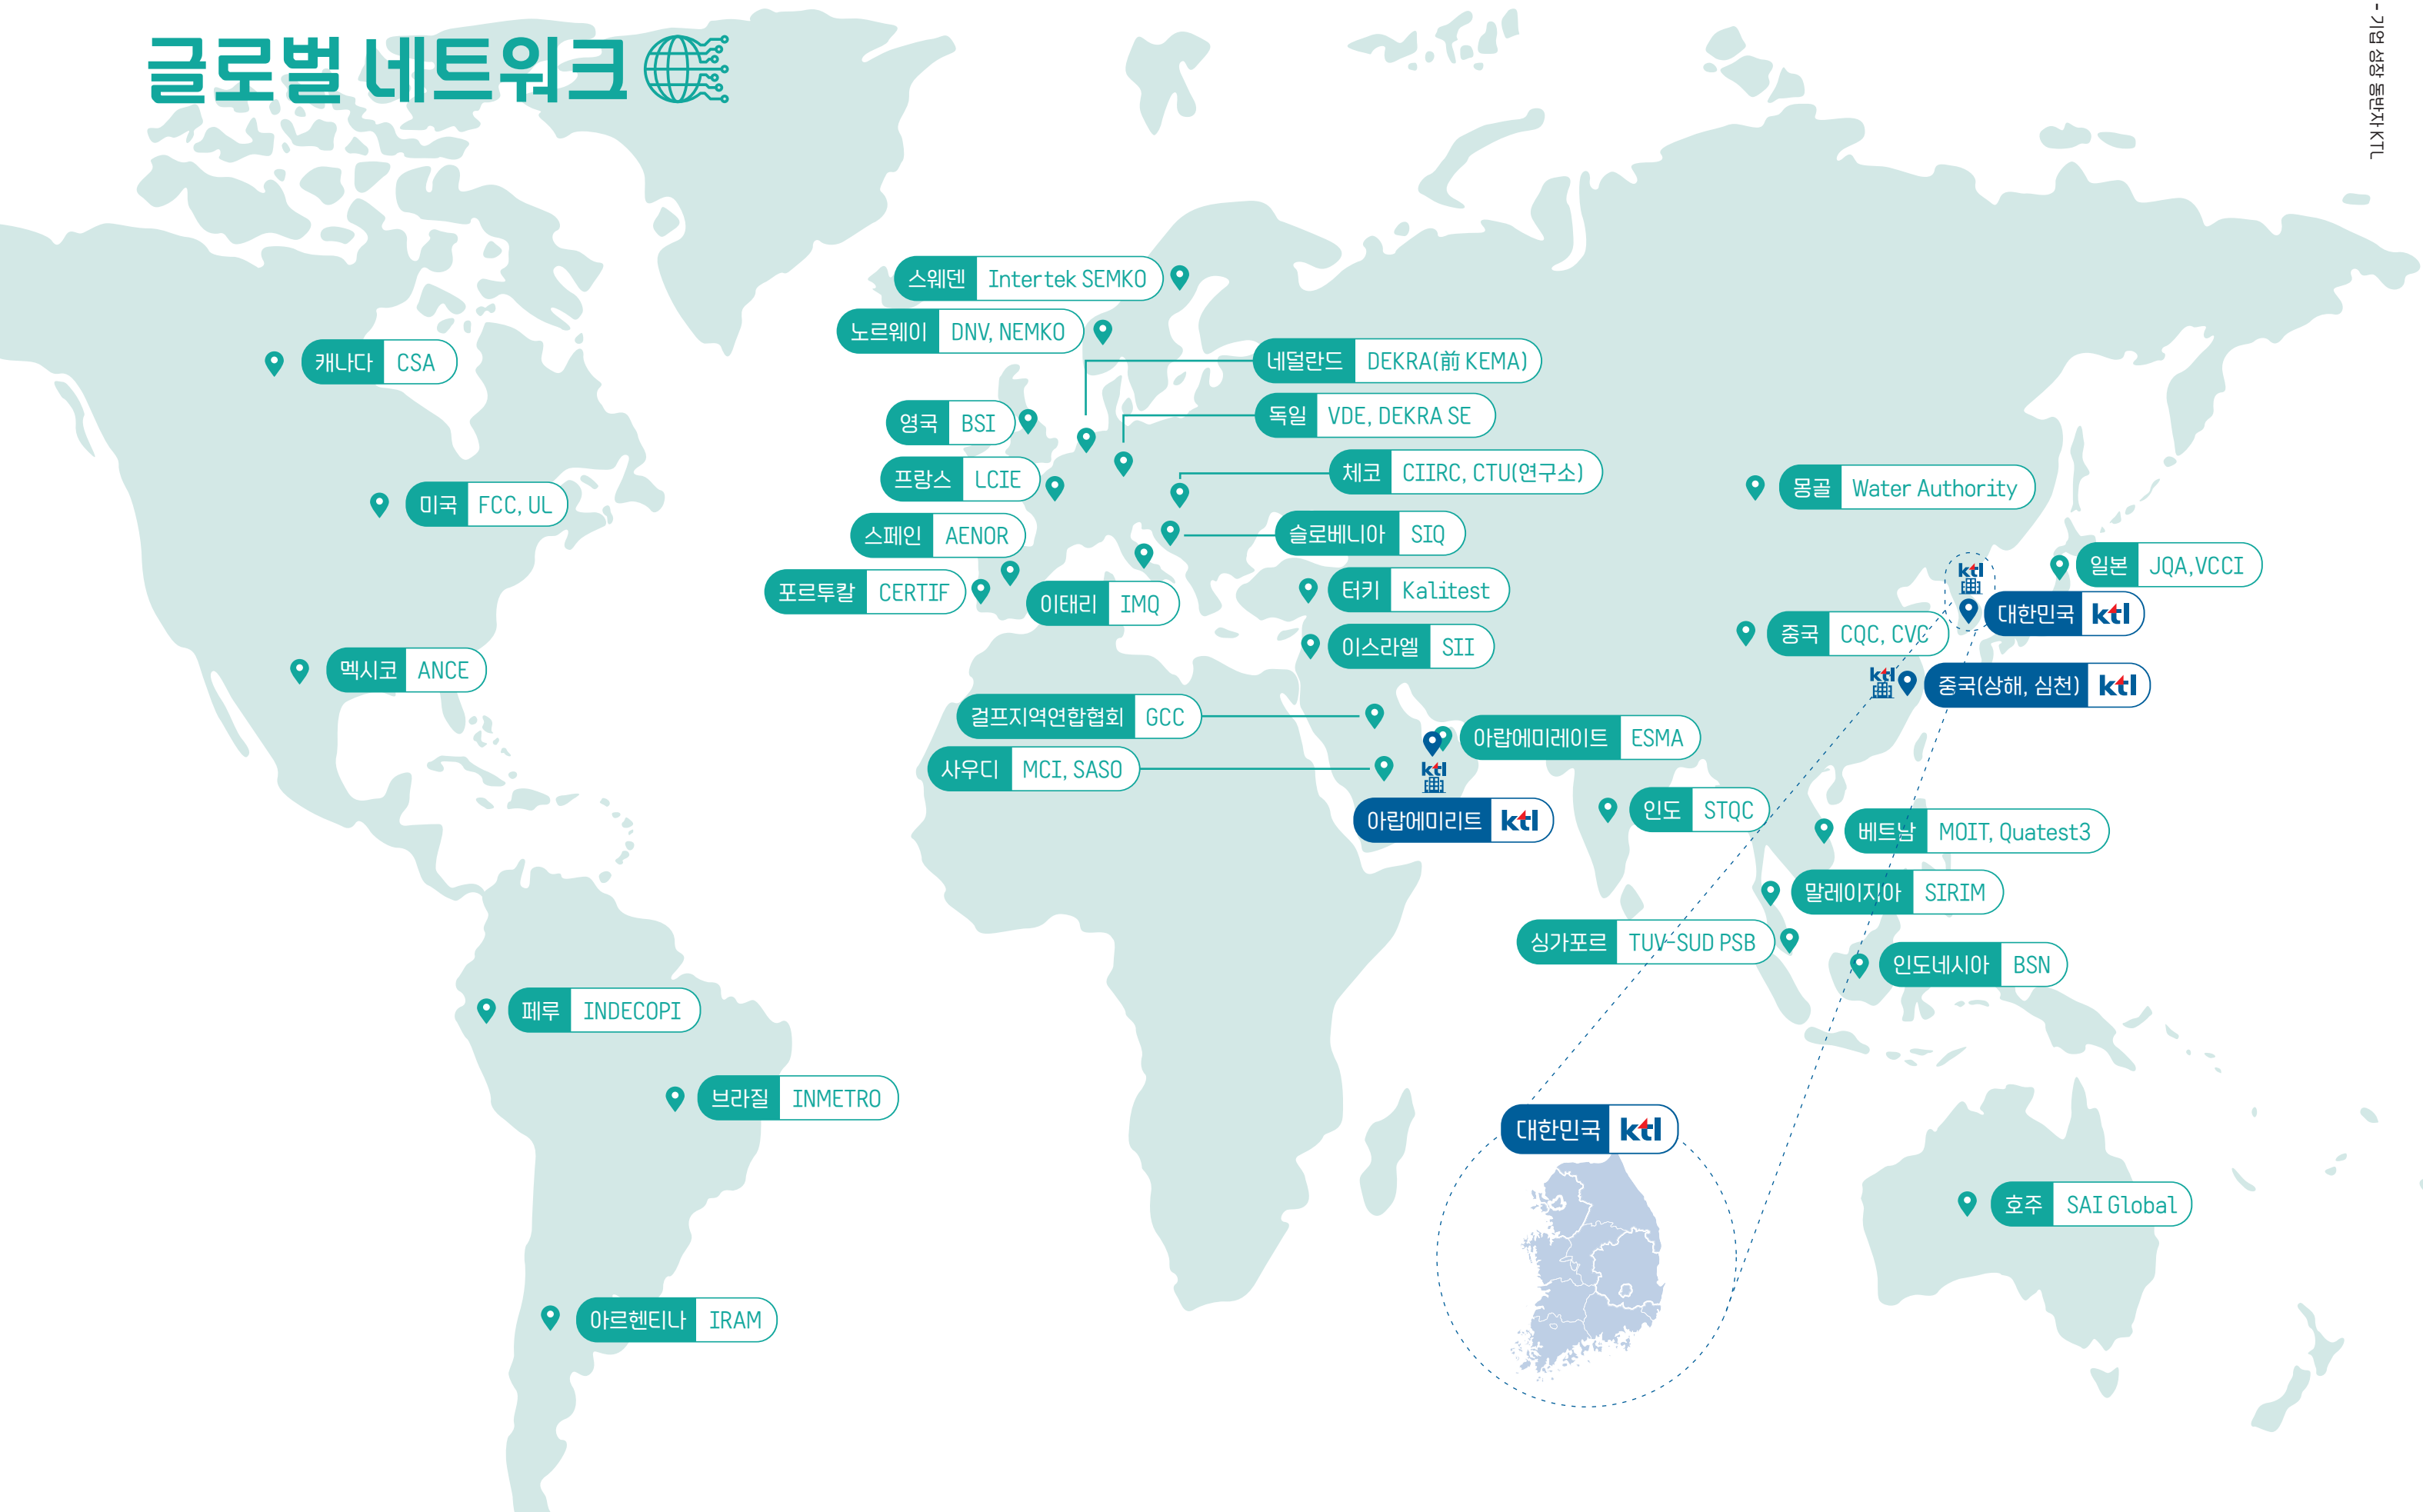 글로벌 네트워크
- 기업 성장 동반자 KTL
스웨덴 Intertek SEMKO
노르웨이 DNV, NEMKO
네덜란드 DEKRA(前 KEMA)
캐나다 CSA
영국 BSI
독일 VDE, DEKRA SE
프랑스 LCIE
체코 CIIRC, CTU(연구소)
미국 FCC, UL
몽골 Water Authority
스페인 AENOR
슬로베니아 SIQ
일본 JQA,VCCI
포르투칼 CERTIF
이태리 IMQ
터키 Kalitest
ktl
대한민국 ktl
중국 CQC, CVC
이스라엘 SII
멕시코 ANCE
ktl
중국(상해, 심천) ktl
걸프지역연합협회 GCC
아랍에미레이트 ESMA
사우디 MCI, SASO
ktl
아랍에미리트 ktl
인도 STQC
베트남 MOIT, Quatest3
말레이지아 SIRIM
싱가포르 TUV-SUD PSB
인도네시아 BSN
페루 INDECOPI
브라질 INMETRO
대한민국 ktl
호주 SAI Global
아르헨티나 IRAM